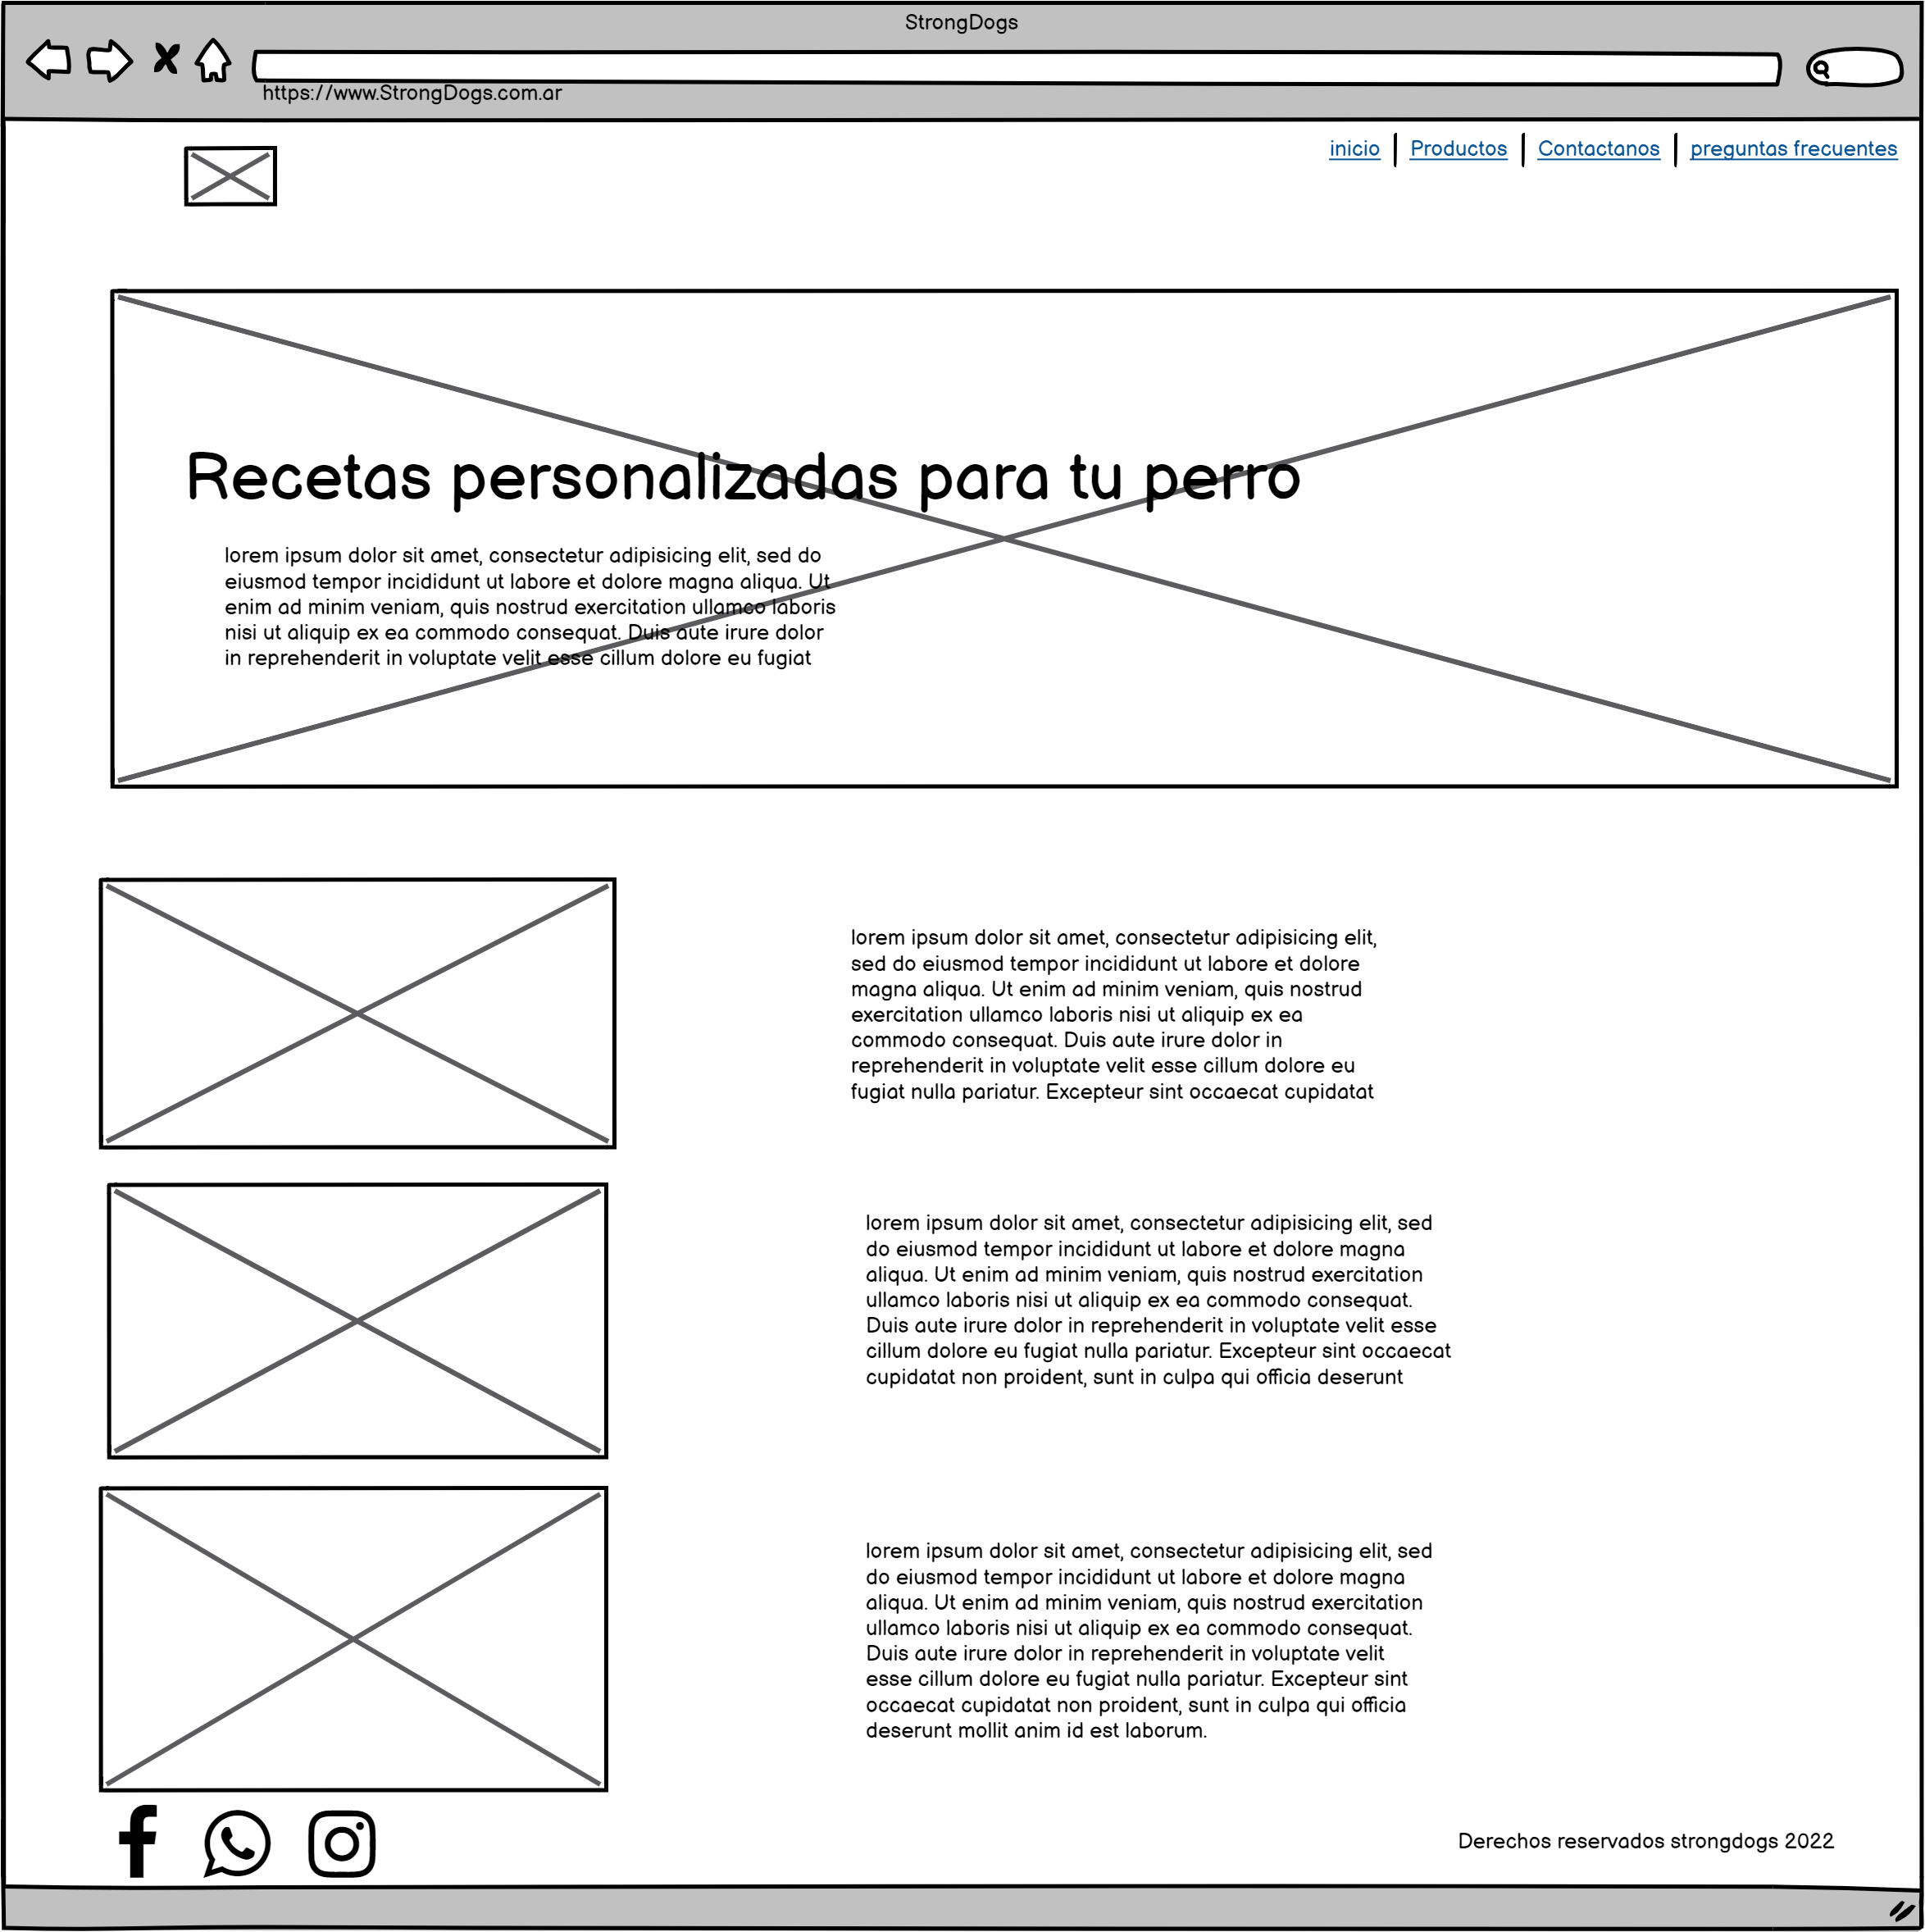 StrongDogs
https://www.StrongDogs.com.ar
inicio | Productos | Contactanos | preguntas frecuentes
Recetas personalizadas para tu perro
lorem ipsum dolor sit amet, consectetur adipisicing elit, sed do
eiusmod tempor incididunt ut labore et dolore magna aliqua. Ut
enim ad minim veniam, quis nostrud exercitation ullamco laboris
nisi ut aliquip ex ea commodo consequat. Duis aute irure dolor
in reprehenderit in voluptate velit esse cillum dolore eu fugiat
lorem ipsum dolor sit amet, consectetur adipisicing elit,
sed do eiusmod tempor incididunt ut labore et dolore
magna aliqua. Ut enim ad minim veniam, quis nostrud
exercitation ullamco laboris nisi ut aliquip ex ea
commodo consequat. Duis aute irure dolor in
reprehenderit in voluptate velit esse cillum dolore eu
fugiat nulla pariatur. Excepteur sint occaecat cupidatat
lorem ipsum dolor sit amet, consectetur adipisicing elit, sed
do eiusmod tempor incididunt ut labore et dolore magna
aliqua. Ut enim ad minim veniam, quis nostrud exercitation
ullamco laboris nisi ut aliquip ex ea commodo consequat.
Duis aute irure dolor in reprehenderit in voluptate velit esse
cillum dolore eu fugiat nulla pariatur. Excepteur sint occaecat
cupidatat non proident, sunt in culpa qui officia deserunt
lorem ipsum dolor sit amet, consectetur adipisicing elit, sed
do eiusmod tempor incididunt ut labore et dolore magna
aliqua. Ut enim ad minim veniam, quis nostrud exercitation
ullamco laboris nisi ut aliquip ex ea commodo consequat.
Duis aute irure dolor in reprehenderit in voluptate velit
esse cillum dolore eu fugiat nulla pariatur. Excepteur sint
occaecat cupidatat non proident, sunt in culpa qui officia
deserunt mollit anim id est laborum.
Derechos reservados strongdogs 2022